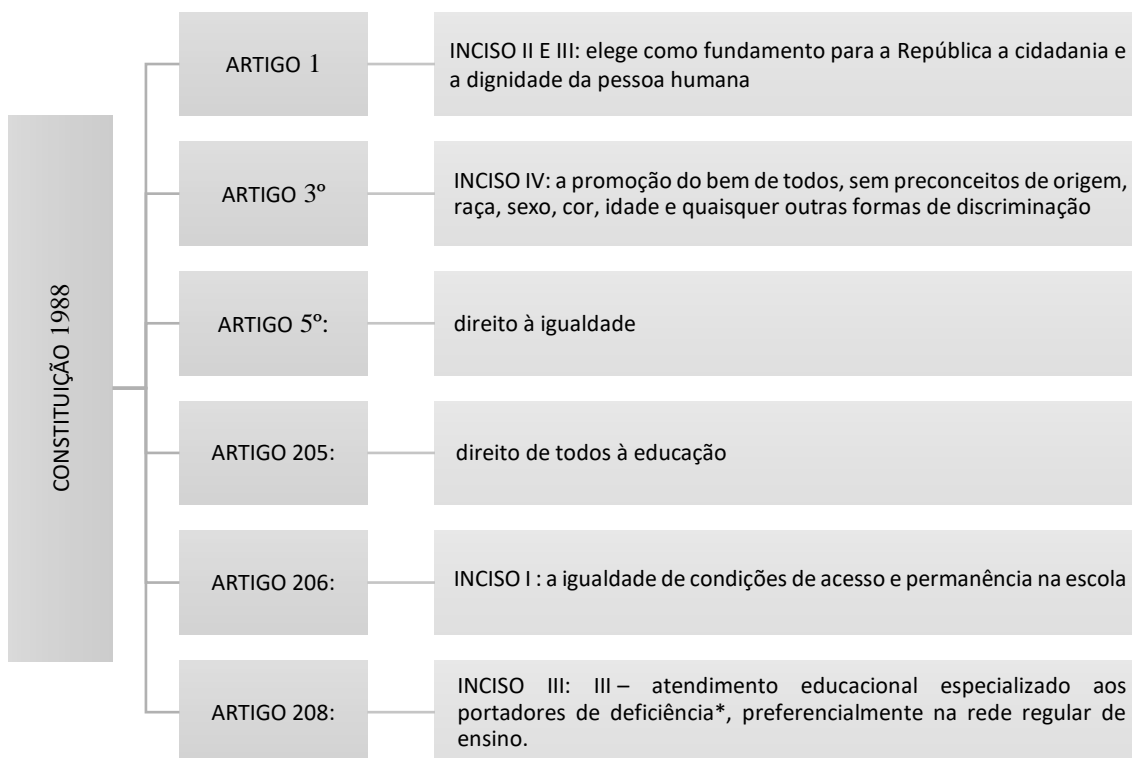 CONSTITUIÇÃO 1988
ARTIGO 1
INCISO II E III: elege como fundamento para a República a cidadania e
a dignidade da pessoa humana
ARTIGO 3º
INCISO IV: a promoção do bem de todos, sem preconceitos de origem,
raça, sexo, cor, idade e quaisquer outras formas de discriminação
ARTIGO 5º:
direito à igualdade
ARTIGO 205:
direito de todos à educação
ARTIGO 206:
INCISO I : a igualdade de condições de acesso e permanência na escola
ARTIGO 208:
INCISO III: III – atendimento educacional especializado aos
portadores de deficiência*, preferencialmente na rede regular de
ensino.